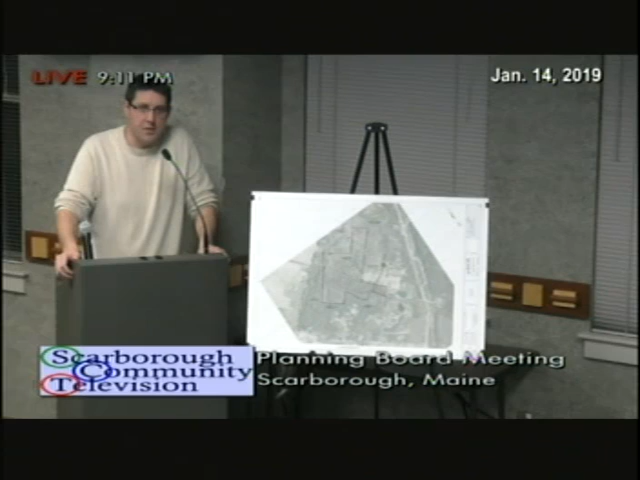 LIVE 9:11 PM
Jan. 14, 2019
Scarborough
Community
Television
Planning Board Meeting
Scarborough, Maine